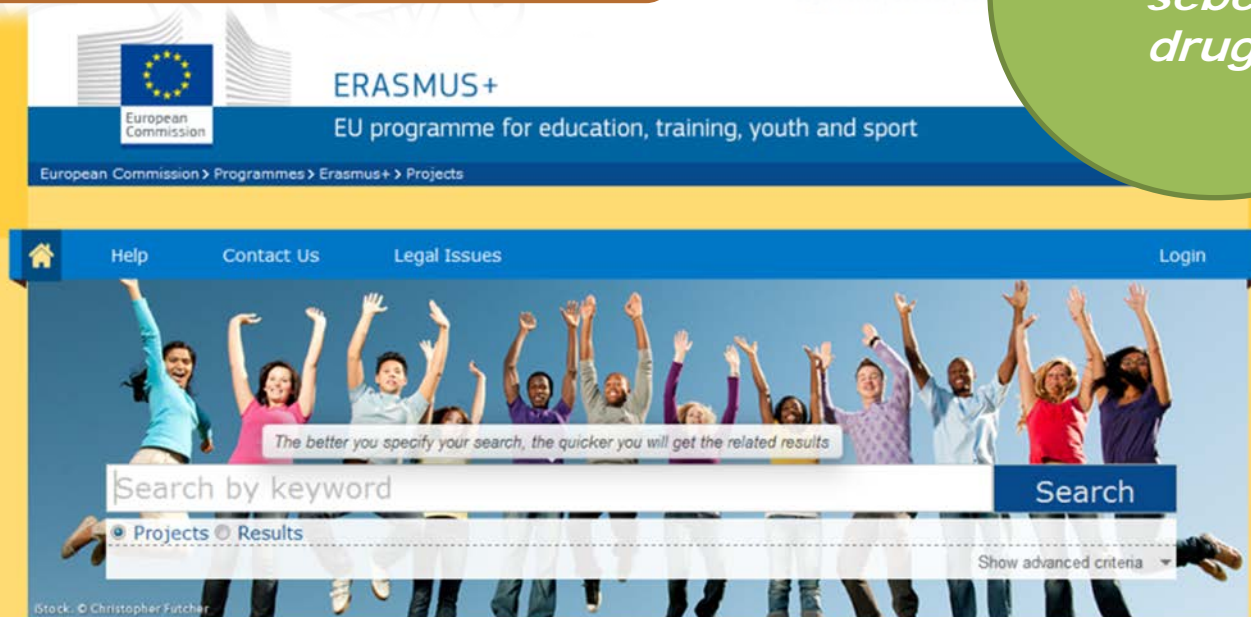 ERASMUS+
European
Commission
EU programme for education, training, youth and sport
European Commission > Programmes > Erasmus+ > Projects
Help Contact Us Legal Issues Login
The better you specify your search, the quicker you will get the related results
Search by keyword Search
Projects Results
Show advanced criteria
iStock. © Christopher Futcher